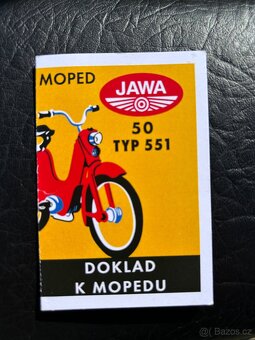 MOPED
JAWA
50
TYP 551
DOKLAD
K MOPEDU
Bazos.cz